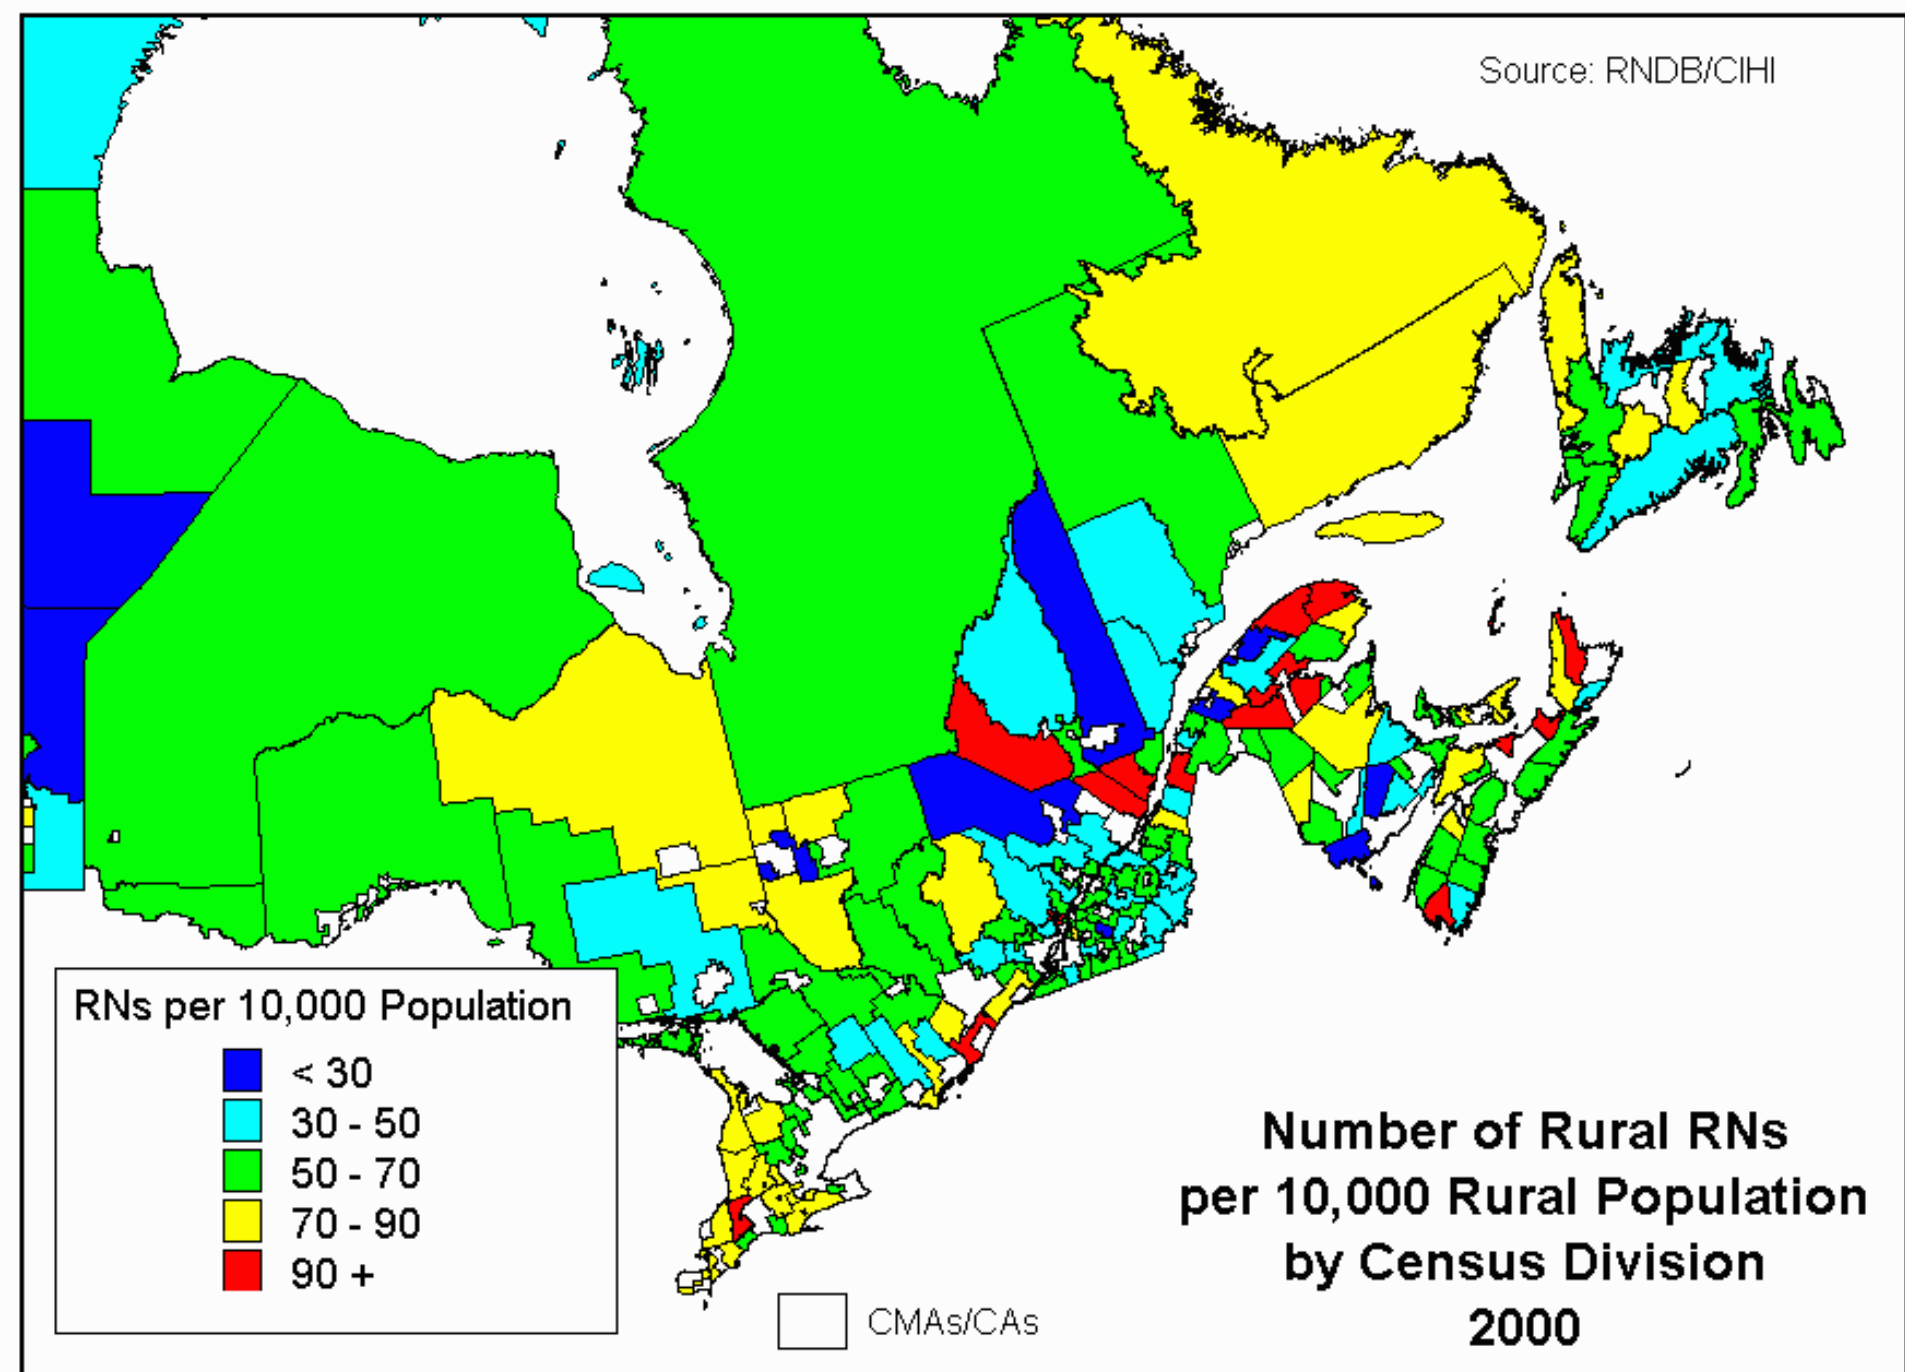 Source: RNDB/CIHI
RNs per 10,000 Population
< 30
30 - 50
50 - 70
70 - 90
90 +
CMAs/CAs
Number of Rural RNs
per 10,000 Rural Population
by Census Division
2000